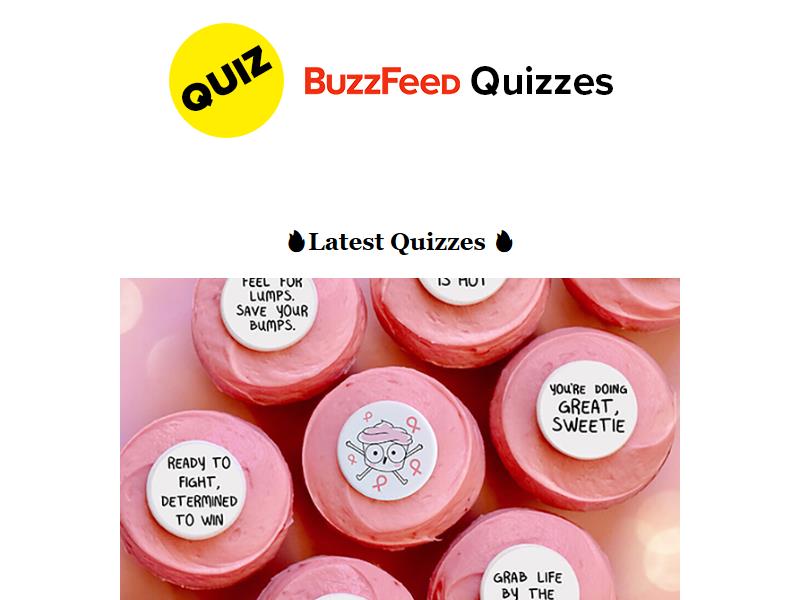 QUIZ
BuzzFeed Quizzes
🔥Latest Quizzes 🔥
FEEL FOR
LUMPS.
SAVE YOUR
BUMPS.
IS HOT
YOU'RE DOING
GREAT,
SWEETIE
READY TO
FIGHT,
DETERMINED
TO WIN
GRAB LIFE
BY THE